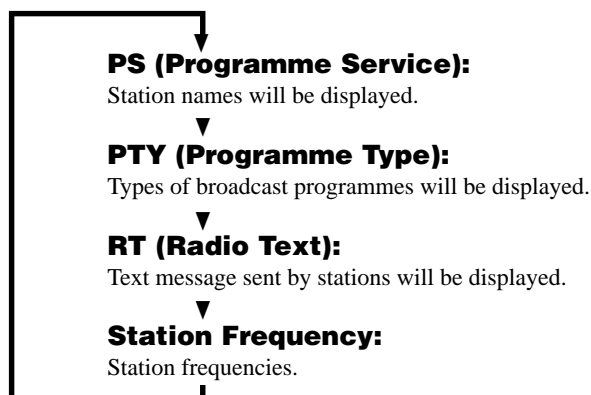 PS (Programme Service):
Station names will be displayed.
PTY (Programme Type):
Types of broadcast programmes will be displayed.
RT (Radio Text):
Text message sent by stations will be displayed.
Station Frequency:
Station frequencies.